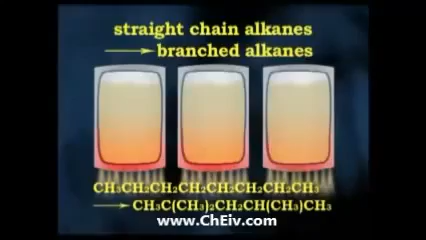 straight chain alkanes
→ branched alkanes
CH₃CH₂CH₂CH₂CH₂CH₂CH₂CH₃
→ CH₃C(CH₃)₂CH₂CH(CH₃)CH₃
www.ChEiv.com